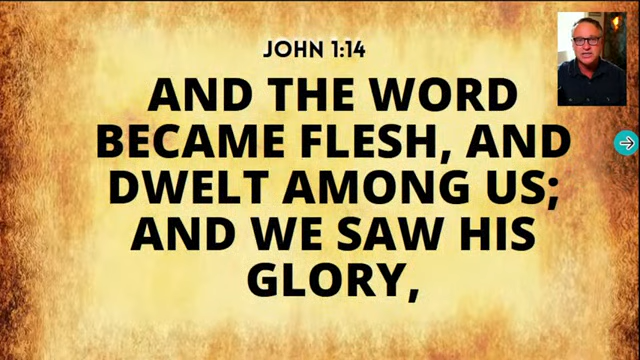 JOHN 1:14
AND THE WORD
BECAME FLESH, AND
DWELT AMONG US;
AND WE SAW HIS
GLORY,